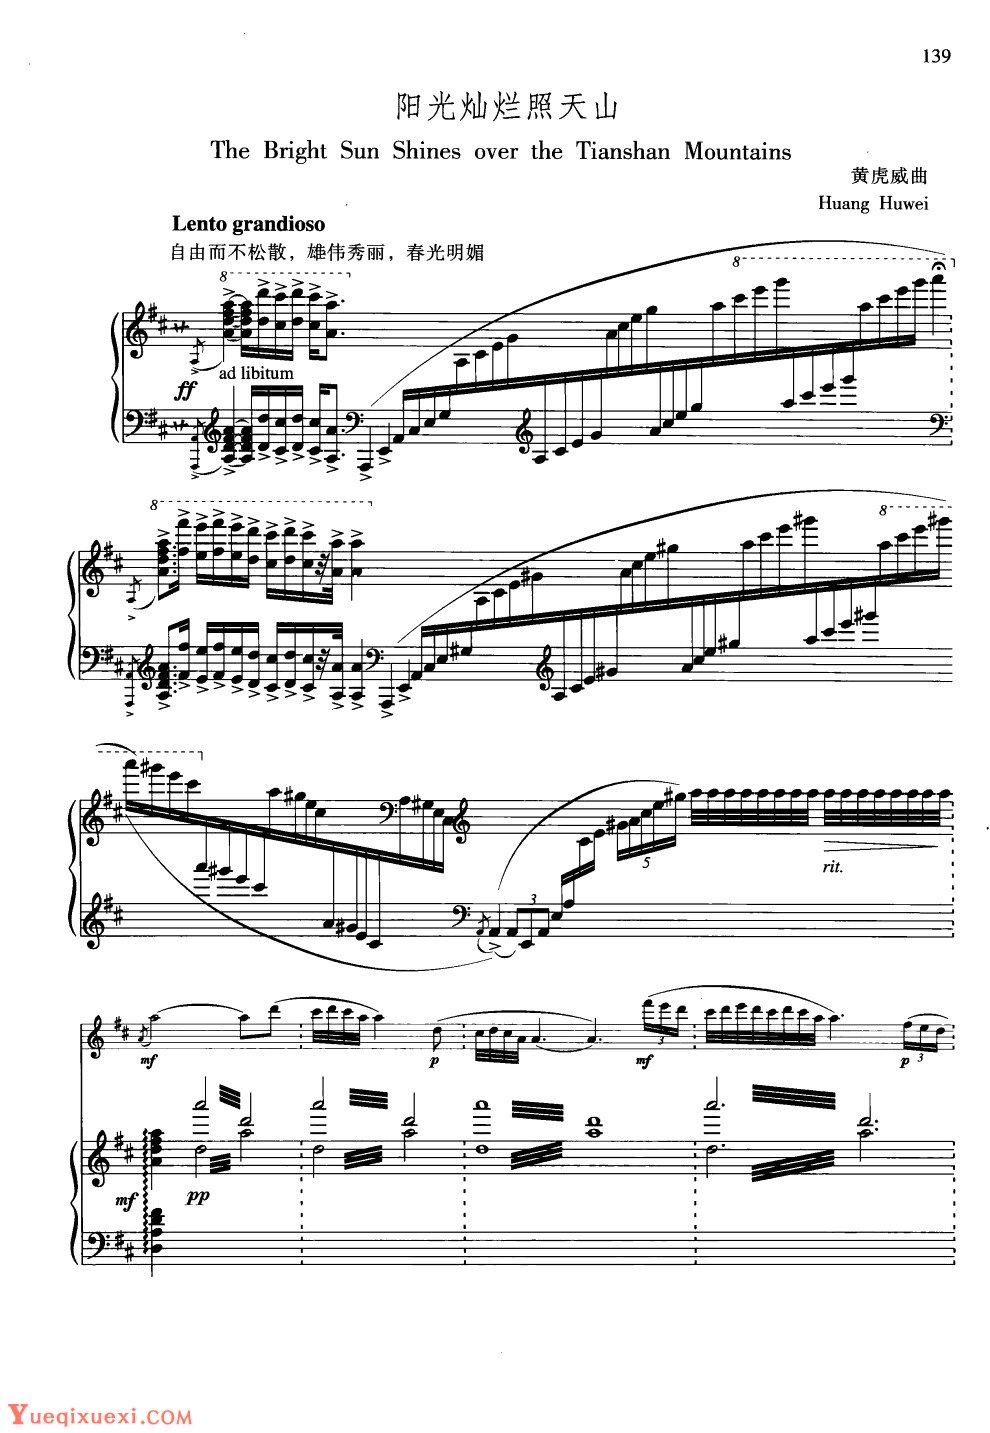 139
阳光灿烂照天山
The Bright Sun Shines over the Tianshan Mountains
黄虎威曲
Huang Huwei
Lento grandioso
自由而不松散，雄伟秀丽，春光明媚
8 8
ad libitum
ff
8 8
3 5
rit.
mf p mf 3 p 3
mf pp
Yueqixuexi.com